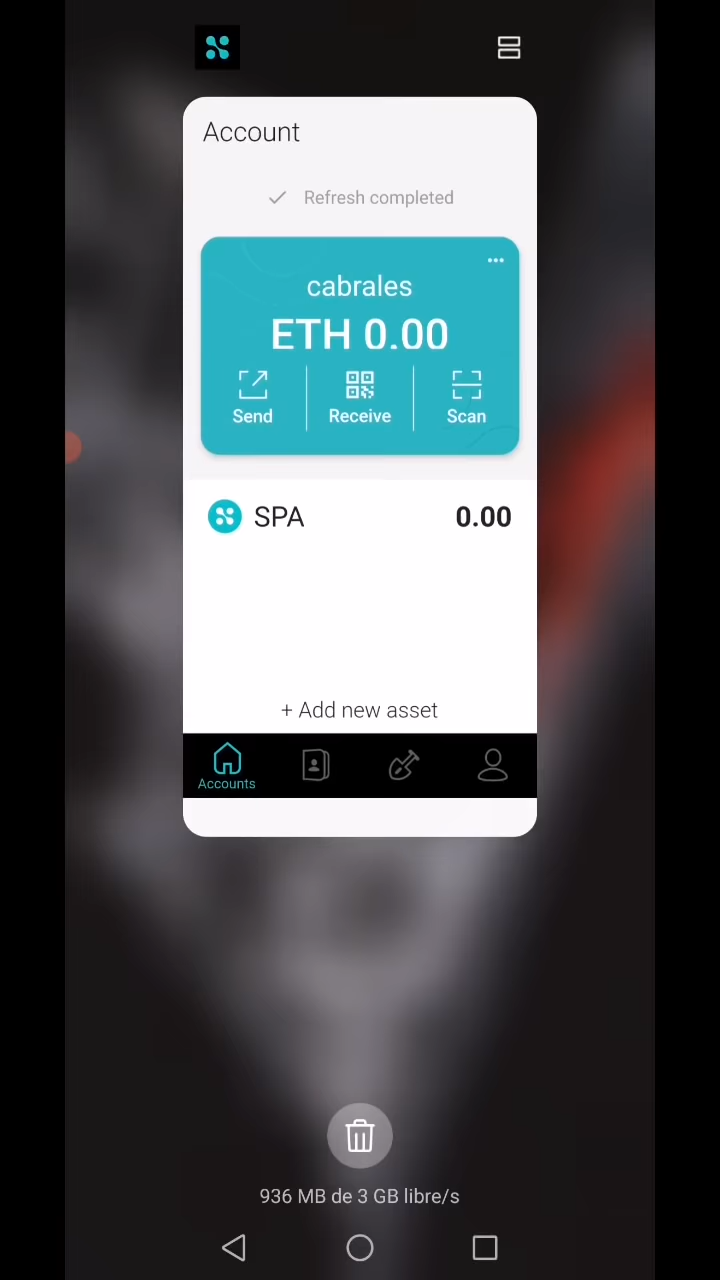 Account
Refresh completed
cabrales
ETH 0.00
Send
Receive
Scan
SPA
0.00
+ Add new asset
Accounts
936 MB de 3 GB libre/s